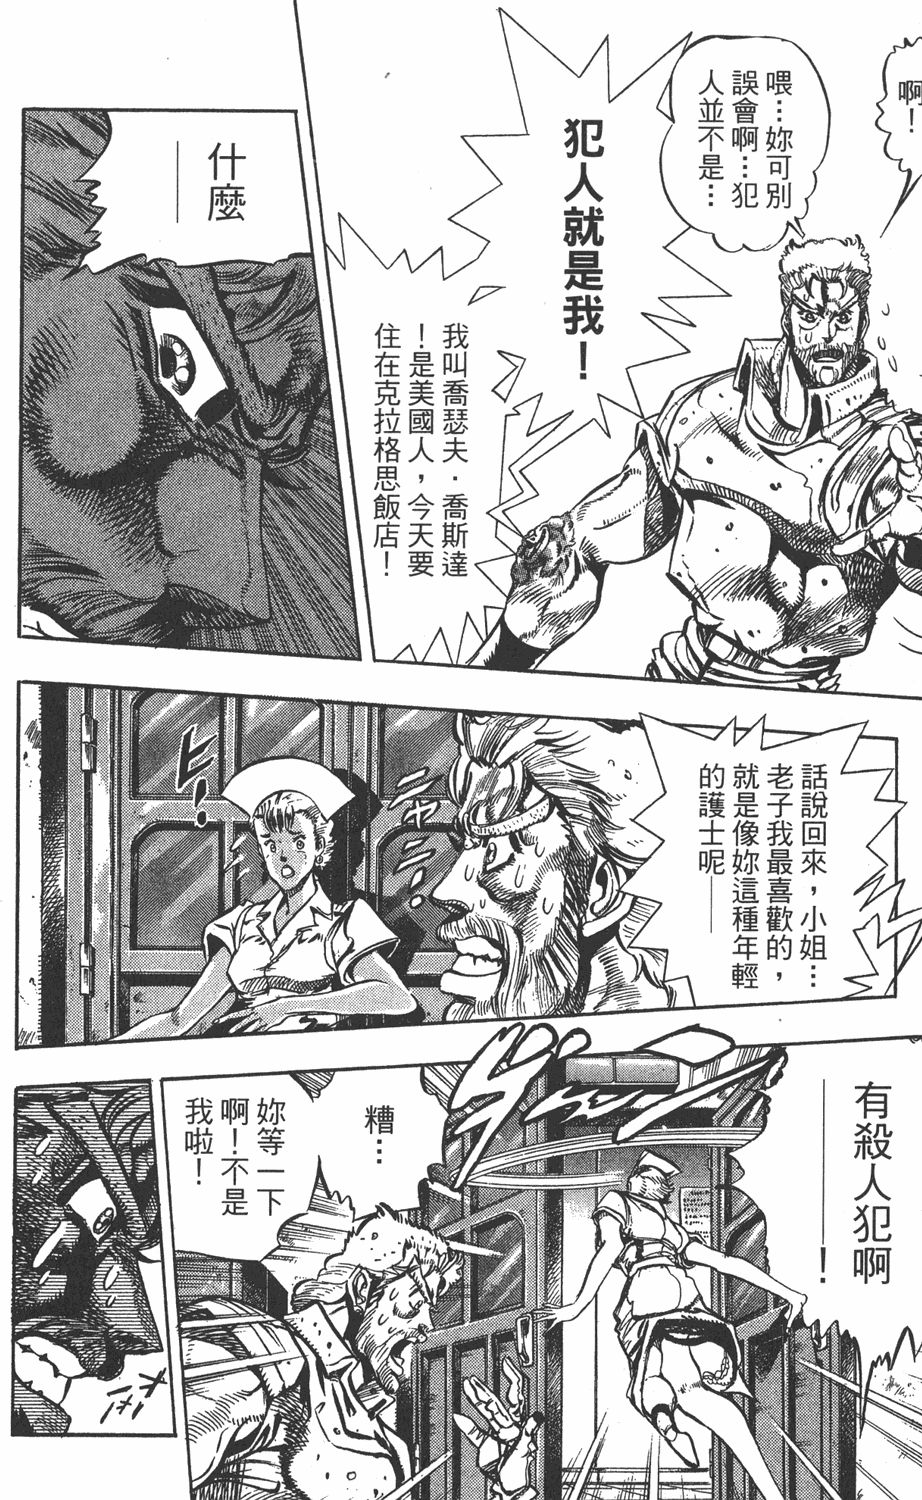 啊！
喂…妳可別
誤會啊…犯
人並不是…
犯人就是我！
我叫喬瑟夫．喬斯達
！是美國人，今天要
住在克拉格思飯店！
什麼
——
話說回來，小姐…
老子我最喜歡的，
就是像妳這種年輕
的護士呢——
ニャニ！
ビ！
有殺人犯啊
——！
糟…
妳等一下
啊！不是
我啦！